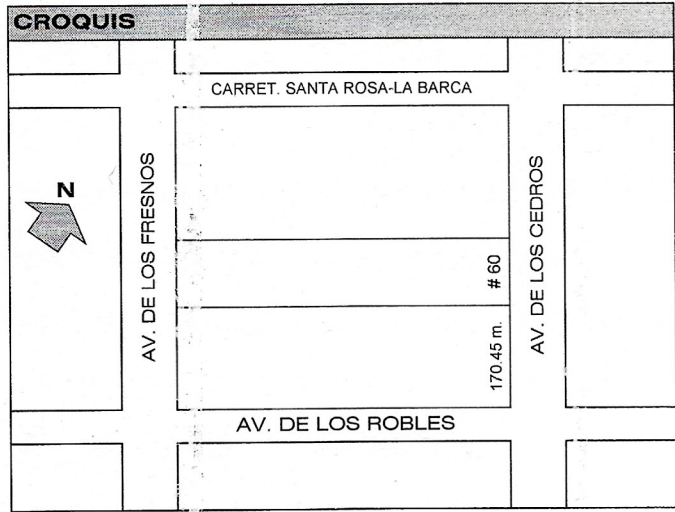 CROQUIS
CARRET. SANTA ROSA-LA BARCA
N
AV. DE LOS FRESNOS
# 60
170.45 m.
AV. DE LOS CEDROS
AV. DE LOS ROBLES